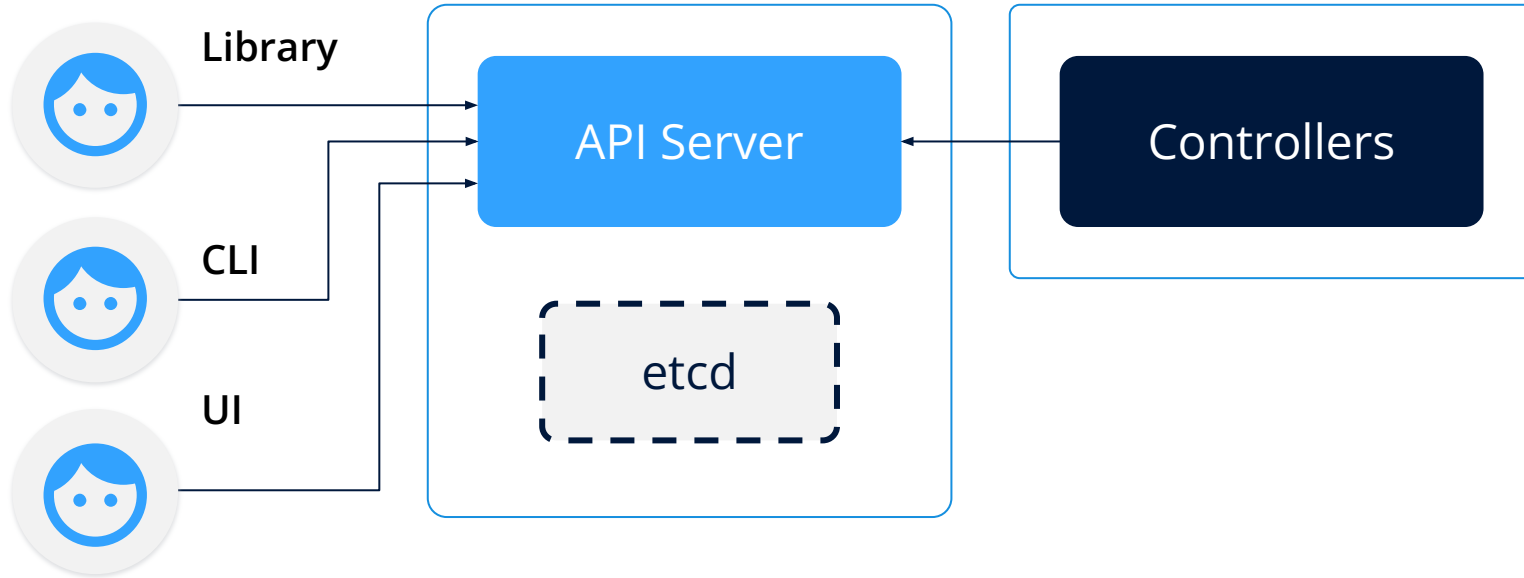 Library
CLI
UI
API Server
etcd
Controllers